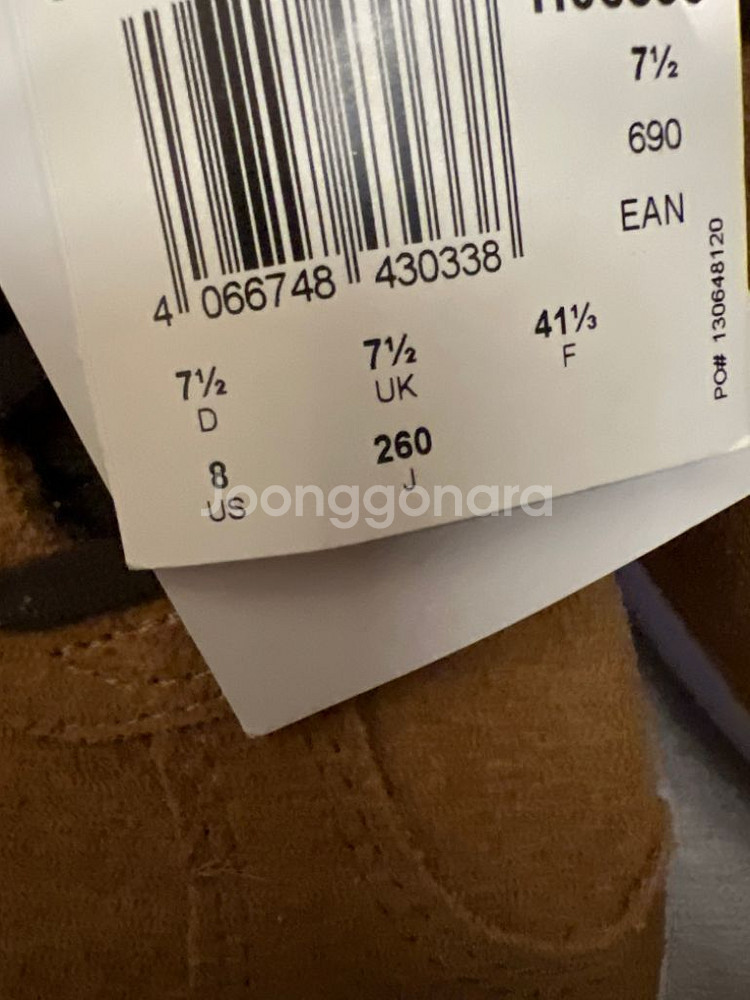 7½
690
EAN
4 066748 430338
PO# 130648120
7½ 7½ 41⅓
D UK F
8 260
US J
Joonggonara